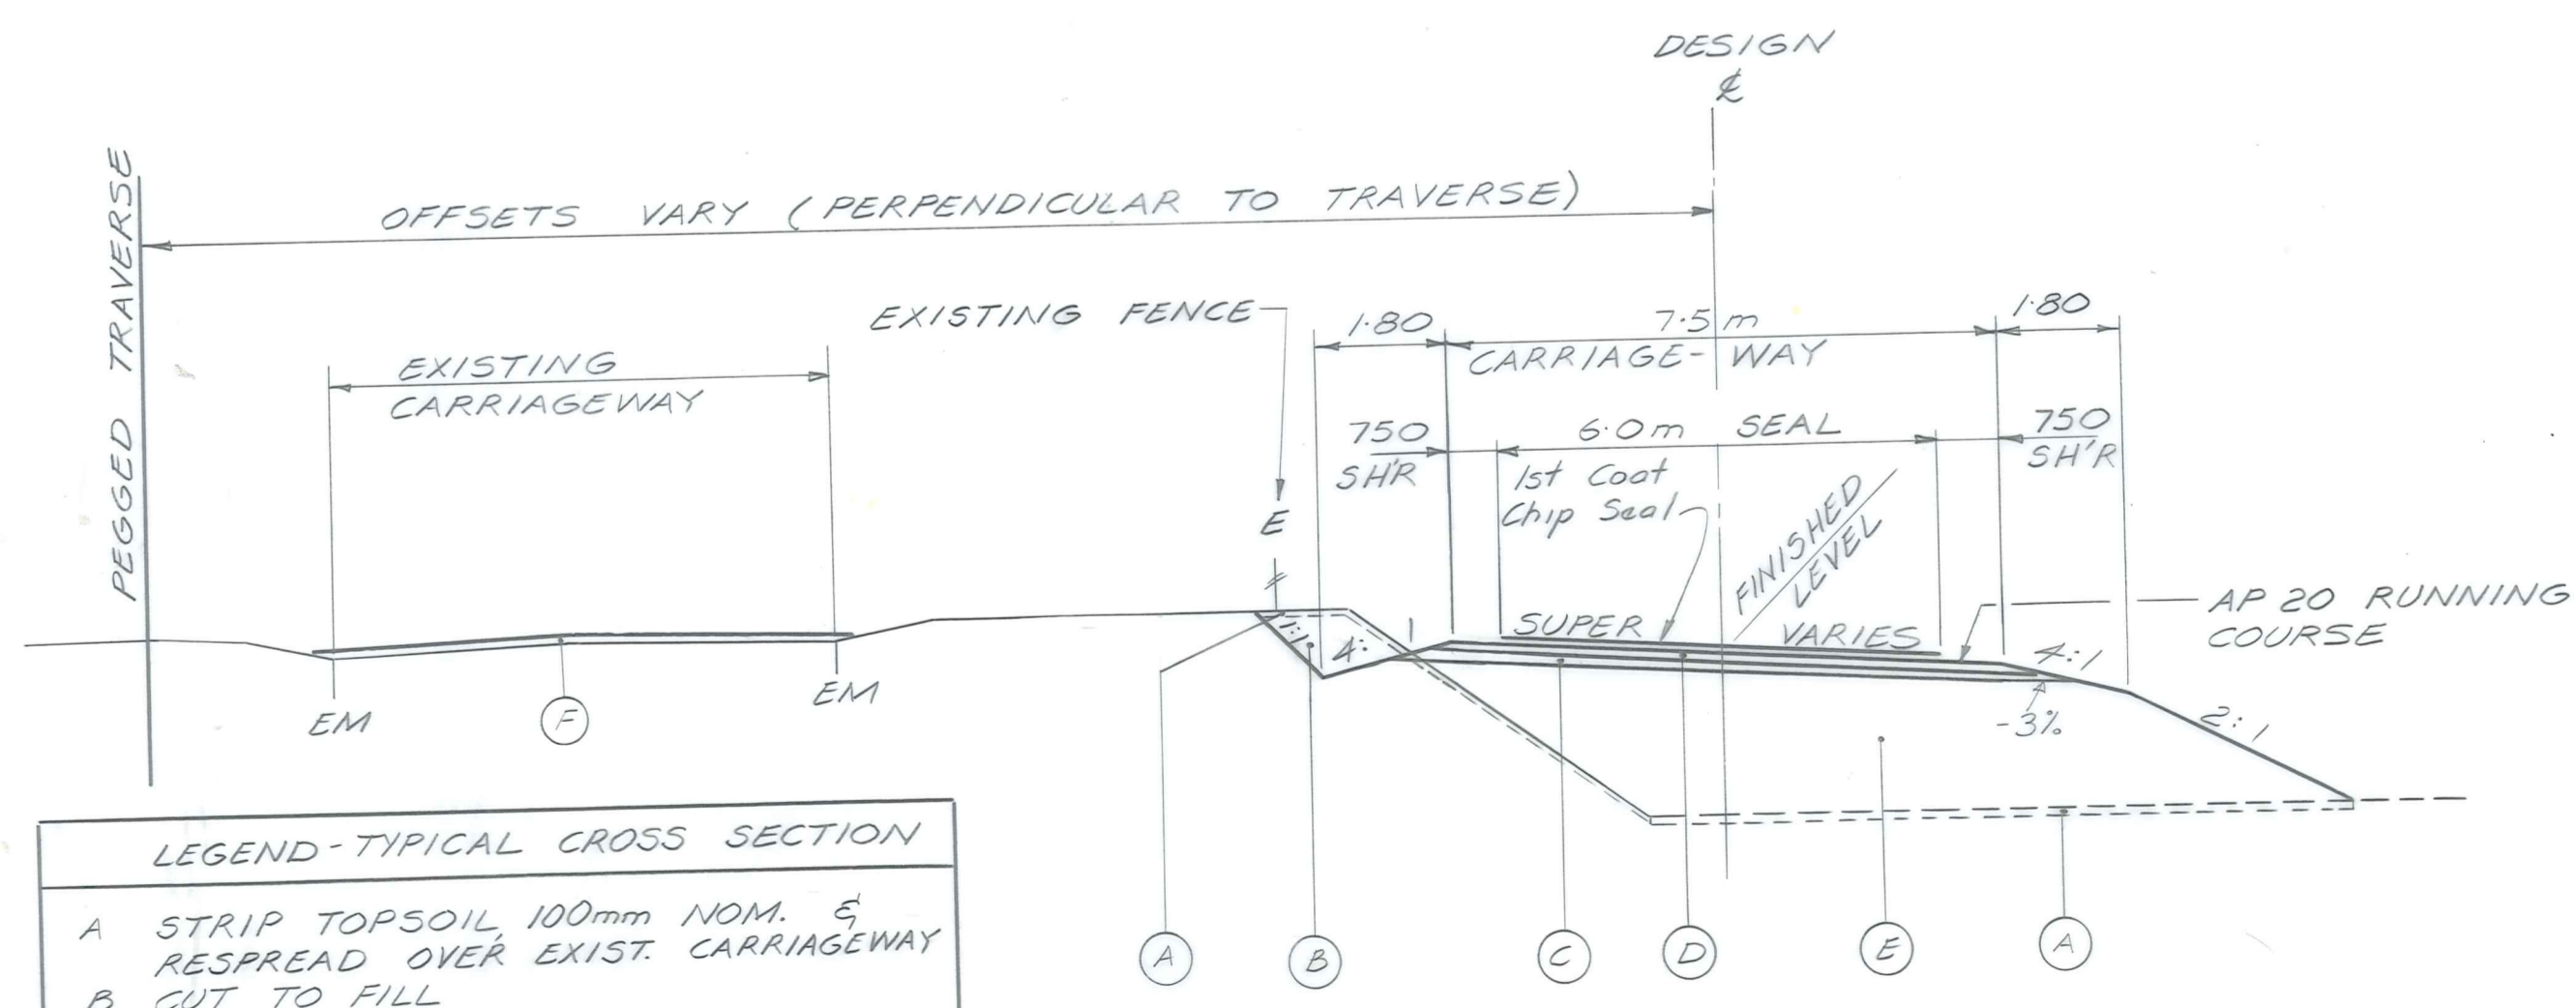 DESIGN
℄
PEGGED TRAVERSE
OFFSETS VARY (PERPENDICULAR TO TRAVERSE)
EXISTING FENCE
1·80
7·5 m
CARRIAGE-WAY
1·80
EXISTING
CARRIAGEWAY
750
SH'R
6·0m SEAL
750
SH'R
1st Coat
Chip Seal
E
FINISHED
LEVEL
SUPER VARIES
AP 20 RUNNING
COURSE
1:1
4:1
4:1
-3%
2:1
EM
F
EM
A
B
C
D
E
A
LEGEND-TYPICAL CROSS SECTION
A STRIP TOPSOIL, 100mm NOM. &
RESPREAD OVER EXIST. CARRIAGEWAY
B CUT TO FILL